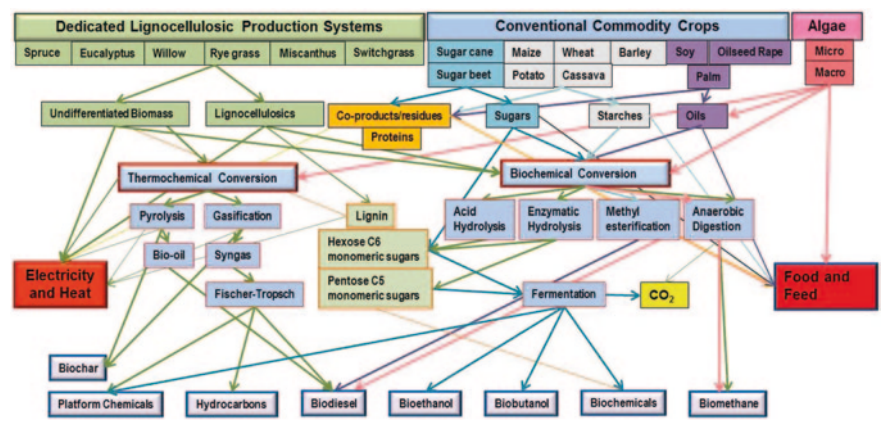 Dedicated Lignocellulosic Production Systems
Conventional Commodity Crops
Algae
Spruce
Eucalyptus
Willow
Rye grass
Miscanthus
Switchgrass
Sugar cane
Maize
Wheat
Barley
Soy
Oilseed Rape
Micro
Sugar beet
Potato
Cassava
Palm
Macro
Undifferentiated Biomass
Lignocellulosics
Co-products/residues
Sugars
Starches
Oils
Proteins
Thermochemical Conversion
Biochemical Conversion
Pyrolysis
Gasification
Lignin
Acid
Hydrolysis
Enzymatic
Hydrolysis
Methyl
esterification
Anaerobic
Digestion
Bio-oil
Syngas
Hexose C6
monomeric sugars
Electricity
and Heat
Food and
Feed
Fischer-Tropsch
Pentose C5
monomeric sugars
Fermentation
CO2
Biochar
Platform Chemicals
Hydrocarbons
Biodiesel
Bioethanol
Biobutanol
Biochemicals
Biomethane